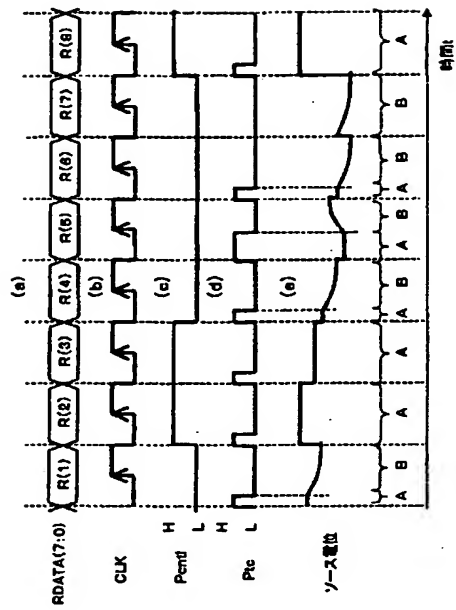 (a)
RDATA(7:0)
R(1) R(2) R(3) R(4) R(5) R(6) R(7) R(8)
(b)
CLK
(c)
Pcntl
H
L
(d)
Ptc
H
L
(e)
ソース電位
A B A A A B A B A B B A
時間t